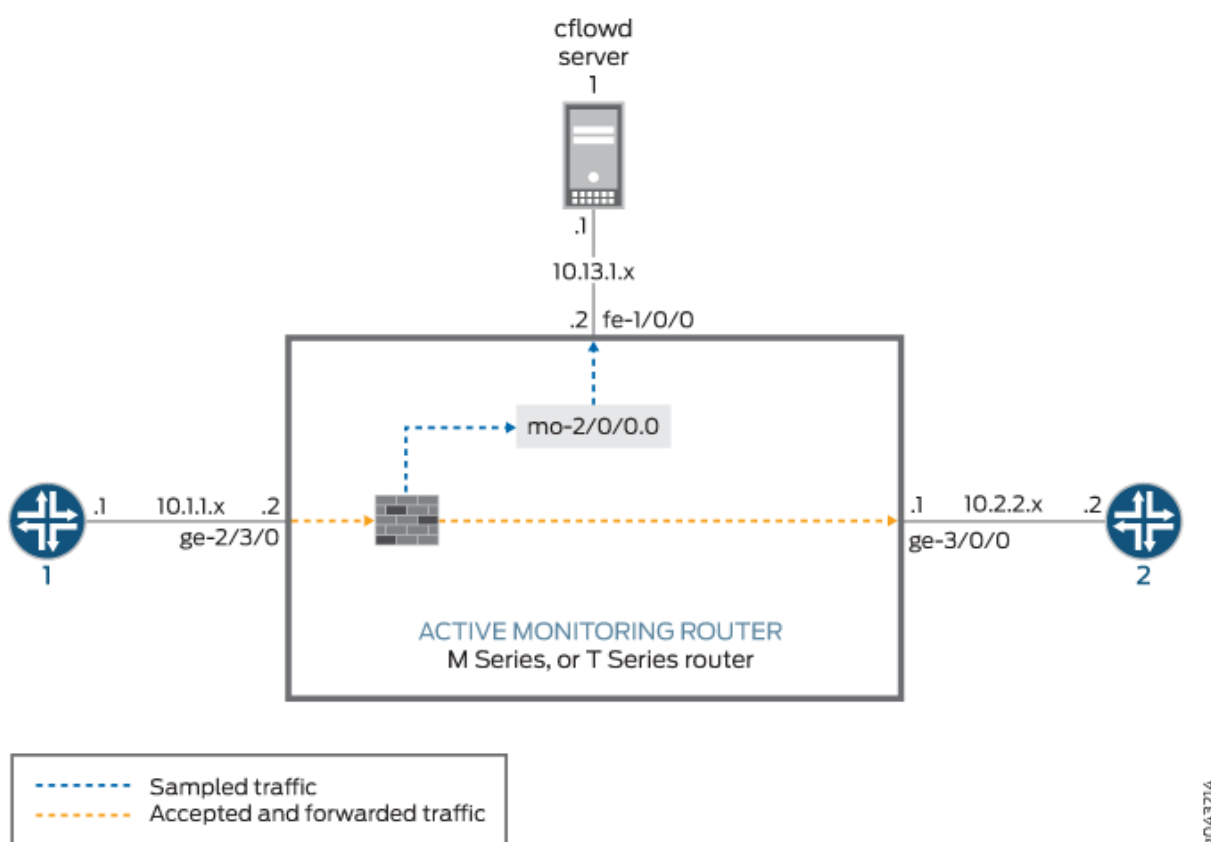 cflowd
server
1
.1
10.13.1.x
.2 fe-1/0/0
mo-2/0/0.0
.1 10.1.1.x .2
ge-2/3/0
1
.1 10.2.2.x .2
ge-3/0/0
2
ACTIVE MONITORING ROUTER
M Series, or T Series router
Sampled traffic
Accepted and forwarded traffic
g043214